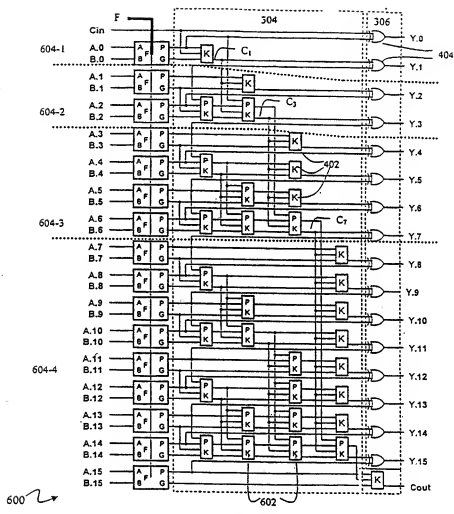 F 304 306
Cin Y.0
604-1 404
A.0 A F P K C1
B.0 B G Y.1
A.1 A F P K
B.1 B G Y.2
604-2
A.2 A F P P K P K C3
B.2 B G Y.3
A.3 A F P K
B.3 B G Y.4
402
A.4 A F P P K K
B.4 B G Y.5
A.5 A F P P K K
B.5 B G Y.6
604-3
A.6 A F P P K P K P K C7
B.6 B G Y.7
A.7 A F P K
B.7 B G Y.8
A.8 A F P P K K
B.8 B G Y.9
A.9 A F P P K K
B.9 B G Y.10
A.10 A F P P K P K K
B.10 B G Y.11
604-4
A.11 A F P P K K
B.11 B G Y.12
A.12 A F P P K P K K
B.12 B G Y.13
A.13 A F P P K P K K
B.13 B G Y.14
A.14 A F P P K P K P K P K
B.14 B G Y.15
A.15 A F P K
B.15 B G Cout
600 602